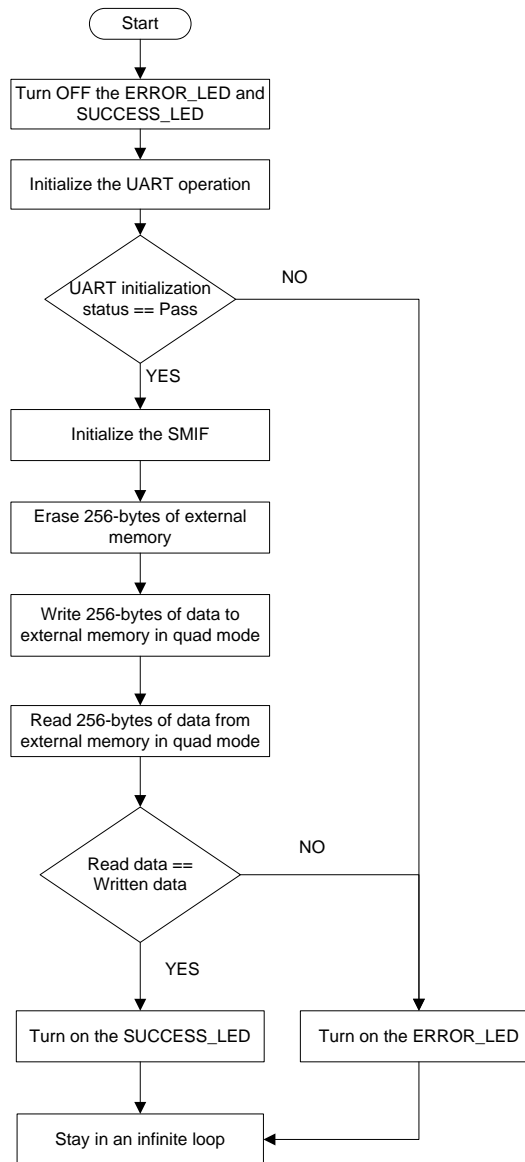 Start
Turn OFF the ERROR_LED and
SUCCESS_LED
Initialize the UART operation
UART initialization
status == Pass
NO
YES
Initialize the SMIF
Erase 256-bytes of external
memory
Write 256-bytes of data to
external memory in quad mode
Read 256-bytes of data from
external memory in quad mode
Read data ==
Written data
NO
YES
Turn on the SUCCESS_LED
Turn on the ERROR_LED
Stay in an infinite loop